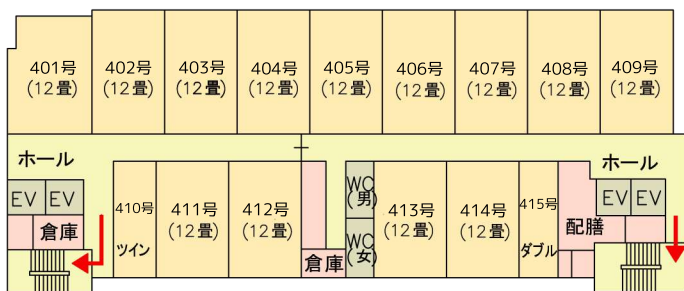 401号
(12畳)
402号
(12畳)
403号
(12畳)
404号
(12畳)
405号
(12畳)
406号
(12畳)
407号
(12畳)
408号
(12畳)
409号
(12畳)
ホール
ホール
EV EV
倉庫
410号
ツイン
411号
(12畳)
412号
(12畳)
倉庫
WC
(男)
WC
(女)
413号
(12畳)
414号
(12畳)
415号
ダブル
配膳
EV EV